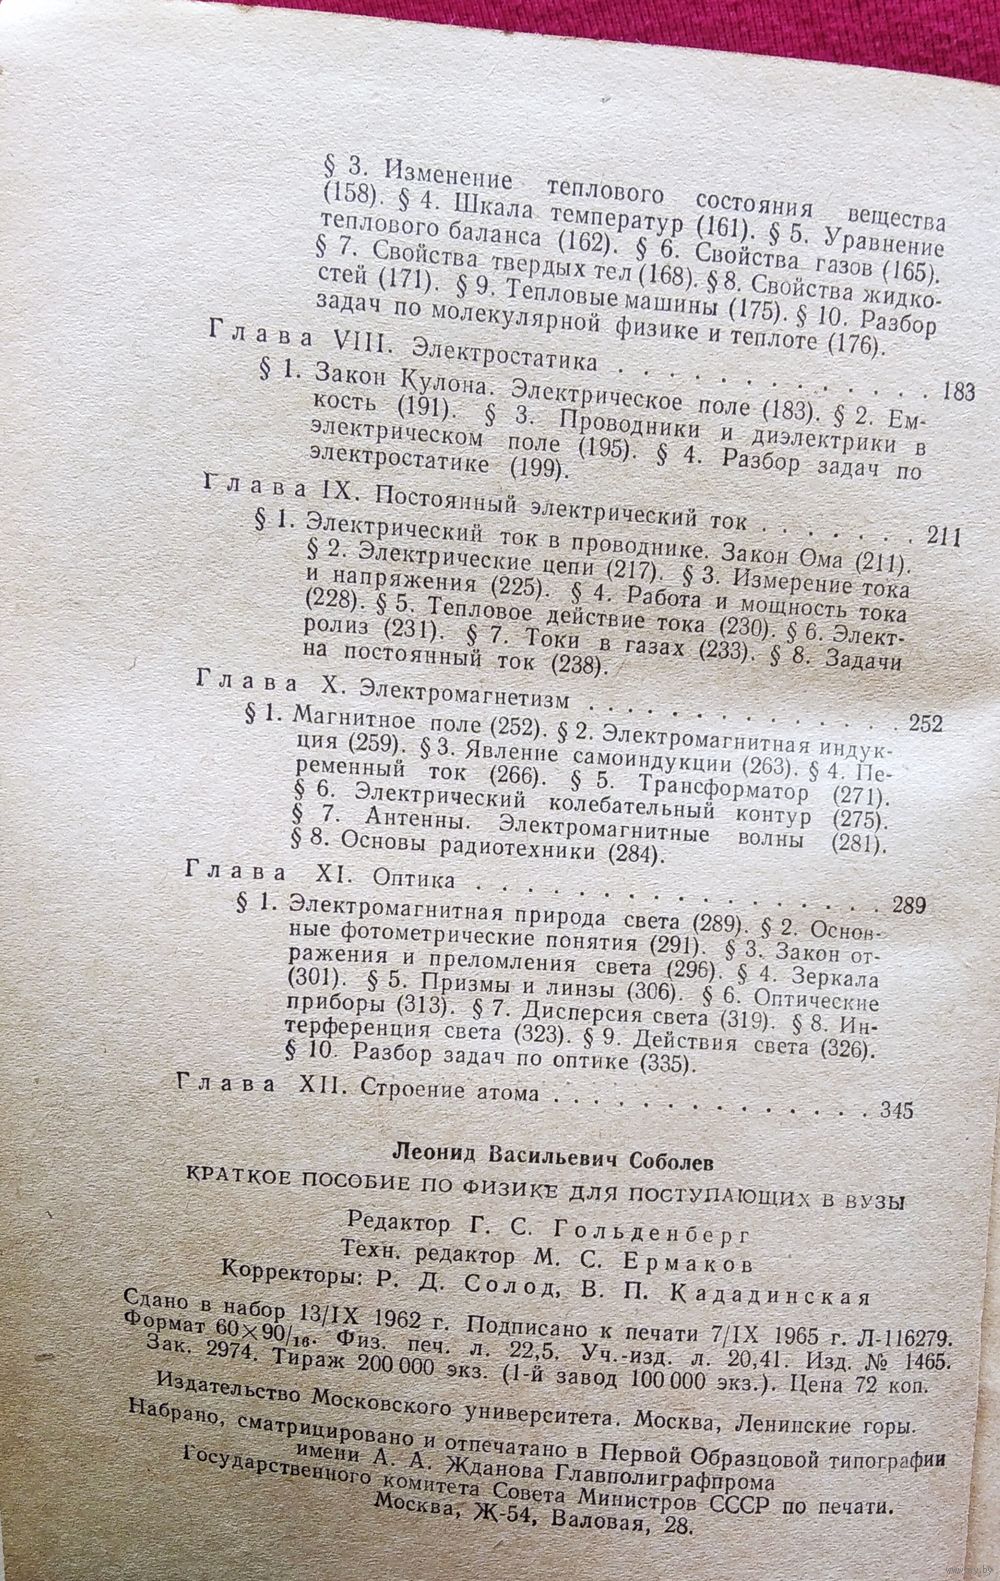 § 3. Изменение теплового состояния вещества
(158). § 4. Шкала температур (161). § 5. Уравнение
теплового баланса (162). § 6. Свойства газов (165).
§ 7. Свойства твердых тел (168). § 8. Свойства жидко-
стей (171). § 9. Тепловые машины (175). § 10. Разбор
задач по молекулярной физике и теплоте (176).
Глава VIII. Электростатика . . . . . . . . . . . . . 183
§ 1. Закон Кулона. Электрическое поле (183). § 2. Ем-
кость (191). § 3. Проводники и диэлектрики в
электрическом поле (195). § 4. Разбор задач по
электростатике (199).
Глава IX. Постоянный электрический ток . . . . . . . 211
§ 1. Электрический ток в проводнике. Закон Ома (211).
§ 2. Электрические цепи (217). § 3. Измерение тока
и напряжения (225). § 4. Работа и мощность тока
(228). § 5. Тепловое действие тока (230). § 6. Элект-
ролиз (231). § 7. Токи в газах (233). § 8. Задачи
на постоянный ток (238).
Глава X. Электромагнетизм . . . . . . . . . . . . . 252
§ 1. Магнитное поле (252). § 2. Электромагнитная индук-
ция (259). § 3. Явление самоиндукции (263). § 4. Пе-
ременный ток (266). § 5. Трансформатор (271).
§ 6. Электрический колебательный контур (275).
§ 7. Антенны. Электромагнитные волны (281).
§ 8. Основы радиотехники (284).
Глава XI. Оптика . . . . . . . . . . . . . . . . . 289
§ 1. Электромагнитная природа света (289). § 2. Основ-
ные фотометрические понятия (291). § 3. Закон от-
ражения и преломления света (296). § 4. Зеркала
(301). § 5. Призмы и линзы (306). § 6. Оптические
приборы (313). § 7. Дисперсия света (319). § 8. Ин-
терференция света (323). § 9. Действия света (326).
§ 10. Разбор задач по оптике (335).
Глава XII. Строение атома . . . . . . . . . . . . . 345
Леонид Васильевич Соболев
КРАТКОЕ ПОСОБИЕ ПО ФИЗИКЕ ДЛЯ ПОСТУПАЮЩИХ В ВУЗЫ
Редактор Г. С. Гольденберг
Техн. редактор М. С. Ермаков
Корректоры: Р. Д. Солод, В. П. Кададинская
Сдано в набор 13/IX 1962 г. Подписано к печати 7/IX 1965 г. Л-116279.
Формат 60×90/16. Физ. печ. л. 22,5. Уч.-изд. л. 20,41. Изд. № 1465.
Зак. 2974. Тираж 200 000 экз. (1-й завод 100 000 экз.). Цена 72 коп.
Издательство Московского университета. Москва, Ленинские горы.
Набрано, сматрицировано и отпечатано в Первой Образцовой типографии
имени А. А. Жданова Главполиграфпрома
Государственного комитета Совета Министров СССР по печати.
Москва, Ж-54, Валовая, 28.